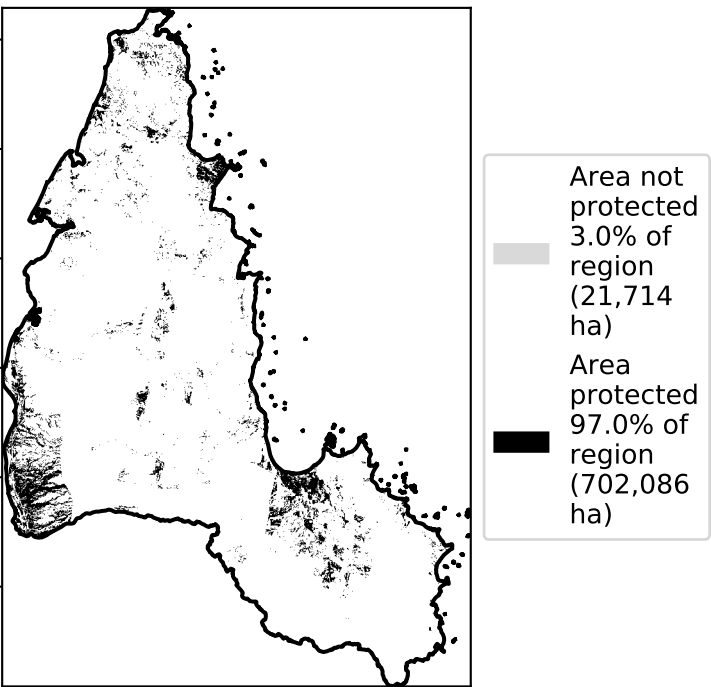 Area not
protected
3.0% of
region
(21,714
ha)
Area
protected
97.0% of
region
(702,086
ha)